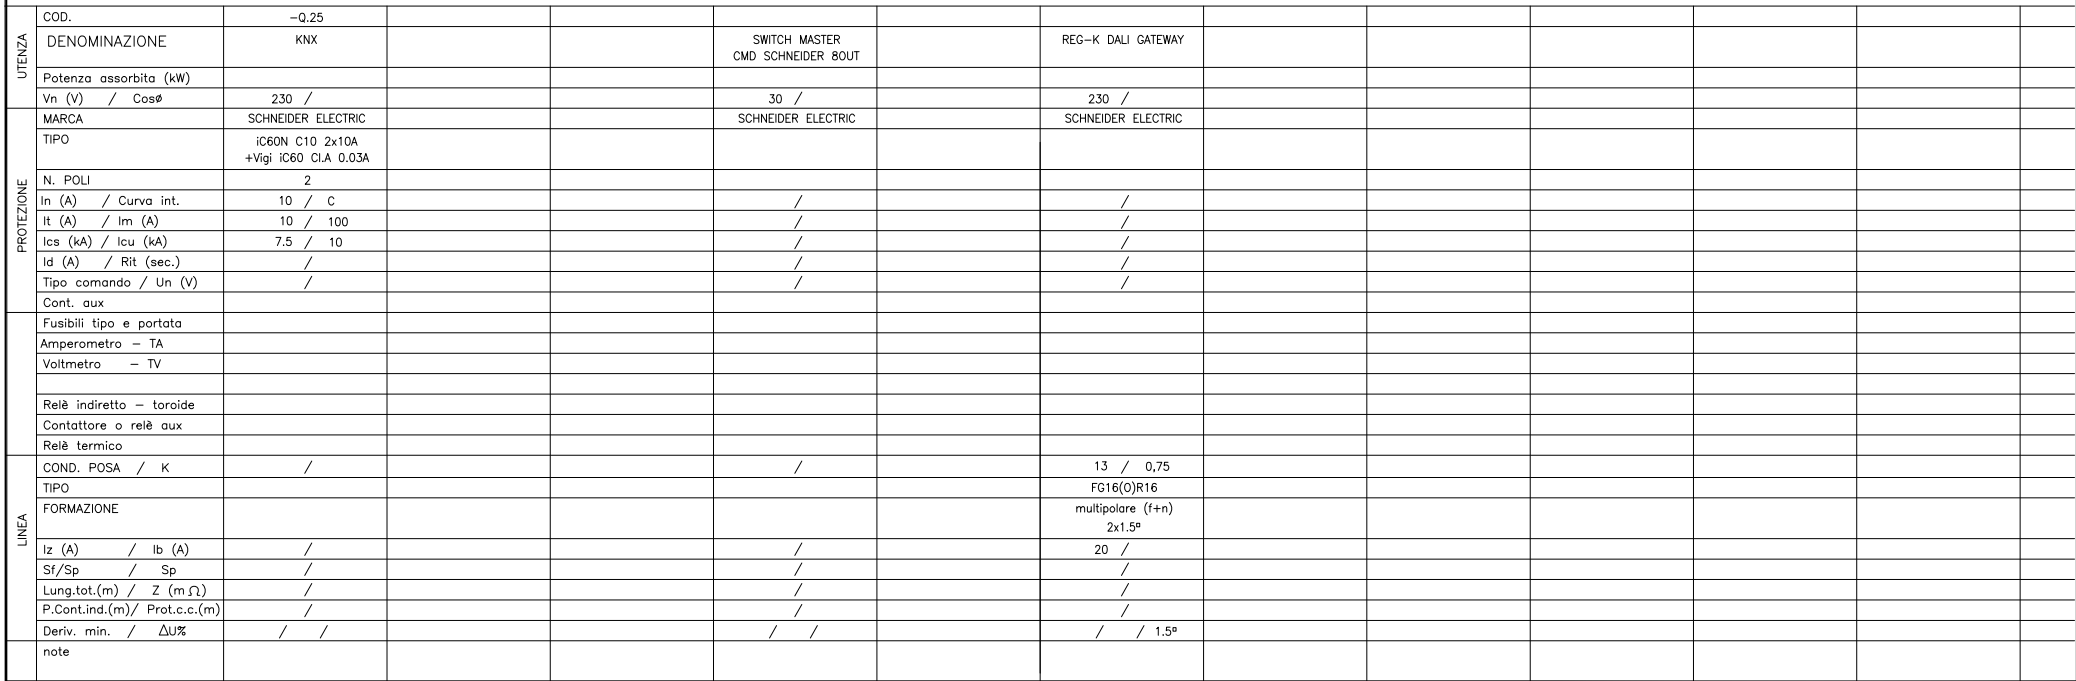 UTENZA
COD. -Q.25
DENOMINAZIONE KNX SWITCH MASTER REG-K DALI GATEWAY
CMD SCHNEIDER 8OUT
Potenza assorbita (kW)
Vn (V) / Cosø 230 / 30 / 230 /
PROTEZIONE
MARCA SCHNEIDER ELECTRIC SCHNEIDER ELECTRIC SCHNEIDER ELECTRIC
TIPO iC60N C10 2x10A
+Vigi iC60 Cl.A 0.03A
N. POLI 2
In (A) / Curva int. 10 / C / /
It (A) / Im (A) 10 / 100 / /
Ics (kA) / Icu (kA) 7.5 / 10 / /
Id (A) / Rit (sec.) / / /
Tipo comando / Un (V) / / /
Cont. aux
Fusibili tipo e portata
Amperometro - TA
Voltmetro - TV
Relè indiretto - toroide
Contattore o relè aux
Relè termico
LINEA
COND. POSA / K / / 13 / 0,75
TIPO FG16(O)R16
FORMAZIONE multipolare (f+n)
2x1.5ª
Iz (A) / Ib (A) / / 20 /
Sf/Sp / Sp / / /
Lung.tot.(m) / Z (mΩ) / / /
P.Cont.ind.(m)/ Prot.c.c.(m) / / /
Deriv. min. / ΔU% / / / / / / 1.5ª
note